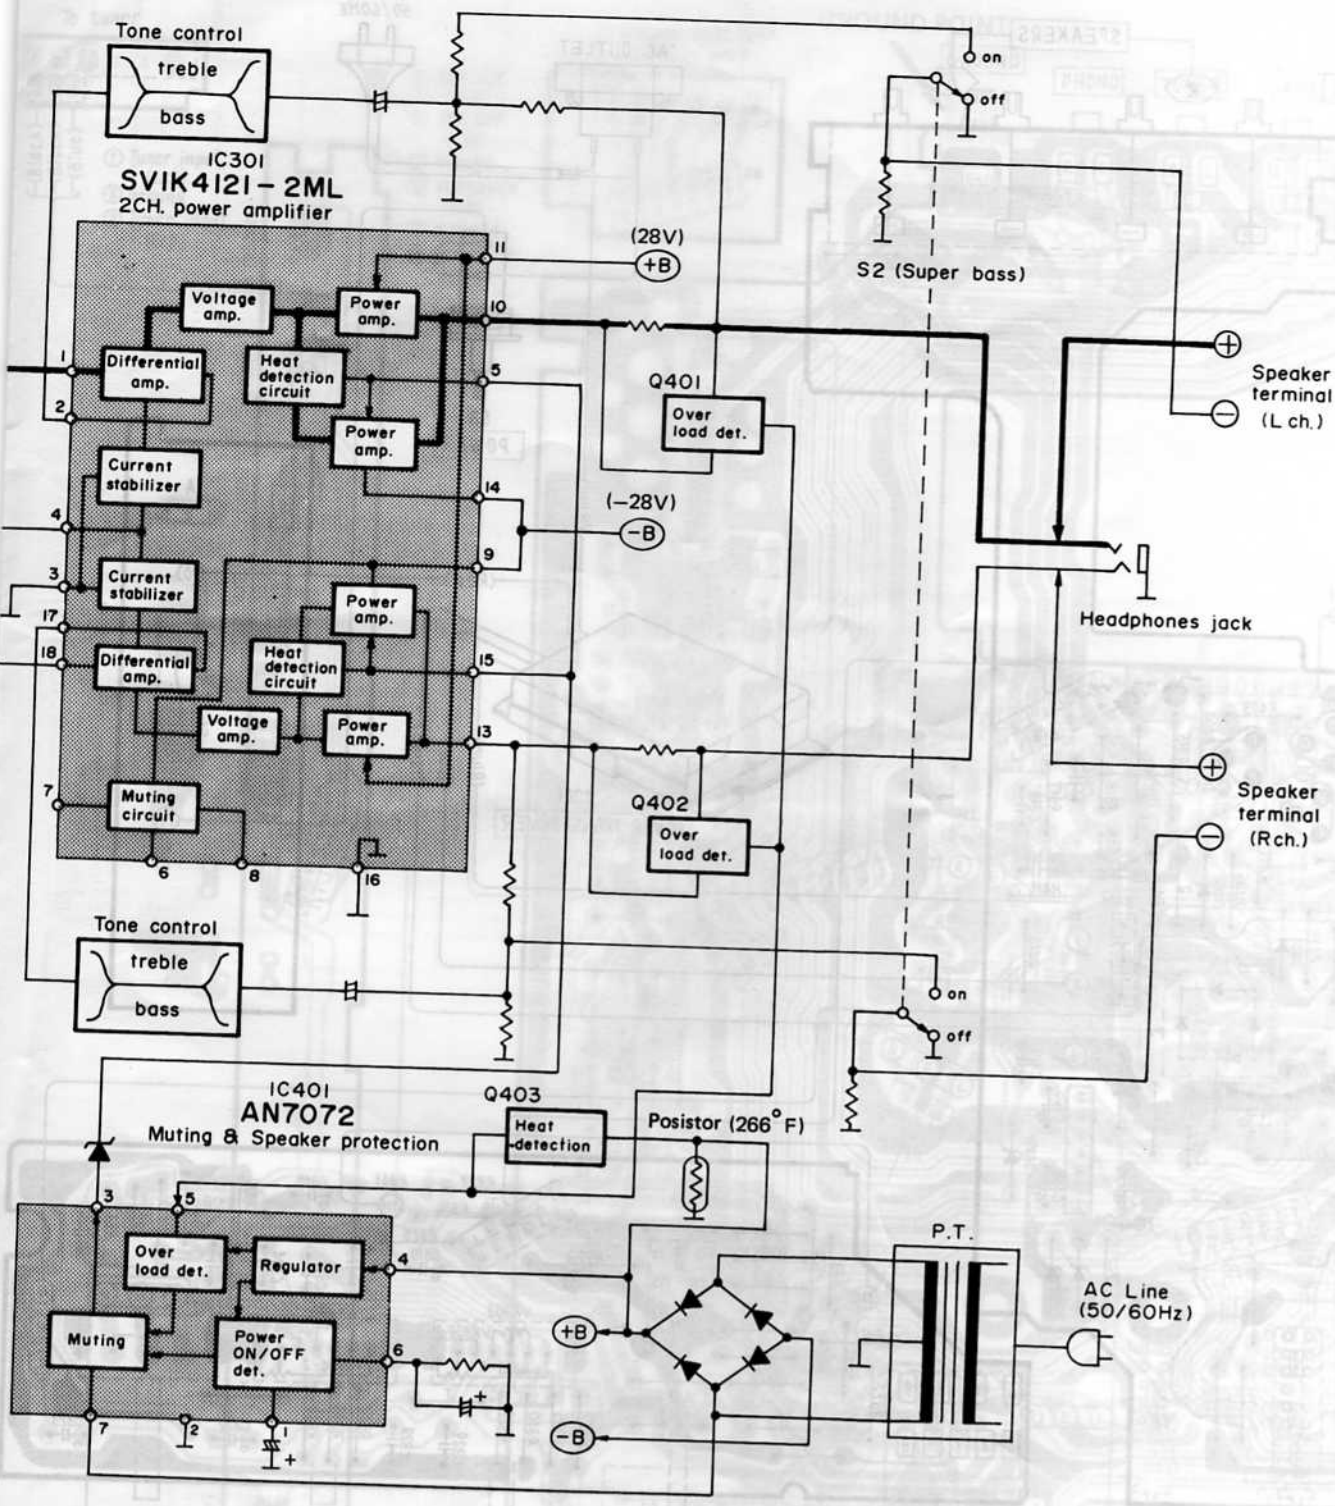 Tone control
treble
bass
on
off
IC301
SVIK4121-2ML
2CH. power amplifier
(28V)
+B
S2 (Super bass)
11
10
5
14
9
15
13
1
2
4
3
17
18
7
6
8
16
Voltage
amp.
Power
amp.
Differential
amp.
Heat
detection
circuit
Power
amp.
Current
stabilizer
Current
stabilizer
Power
amp.
Differential
amp.
Heat
detection
circuit
Voltage
amp.
Power
amp.
Muting
circuit
Q401
Over
load det.
(-28V)
-B
+
Speaker
terminal
(L ch.)
−
Headphones jack
Q402
Over
load det.
+
Speaker
terminal
(Rch.)
−
Tone control
treble
bass
on
off
IC401
AN7072
Muting & Speaker protection
Q403
Heat
detection
Posistor (266°F)
3
5
4
6
7
2
1
Over
load det.
Regulator
Muting
Power
ON/OFF
det.
+
+
+B
-B
P.T.
AC Line
(50/60Hz)